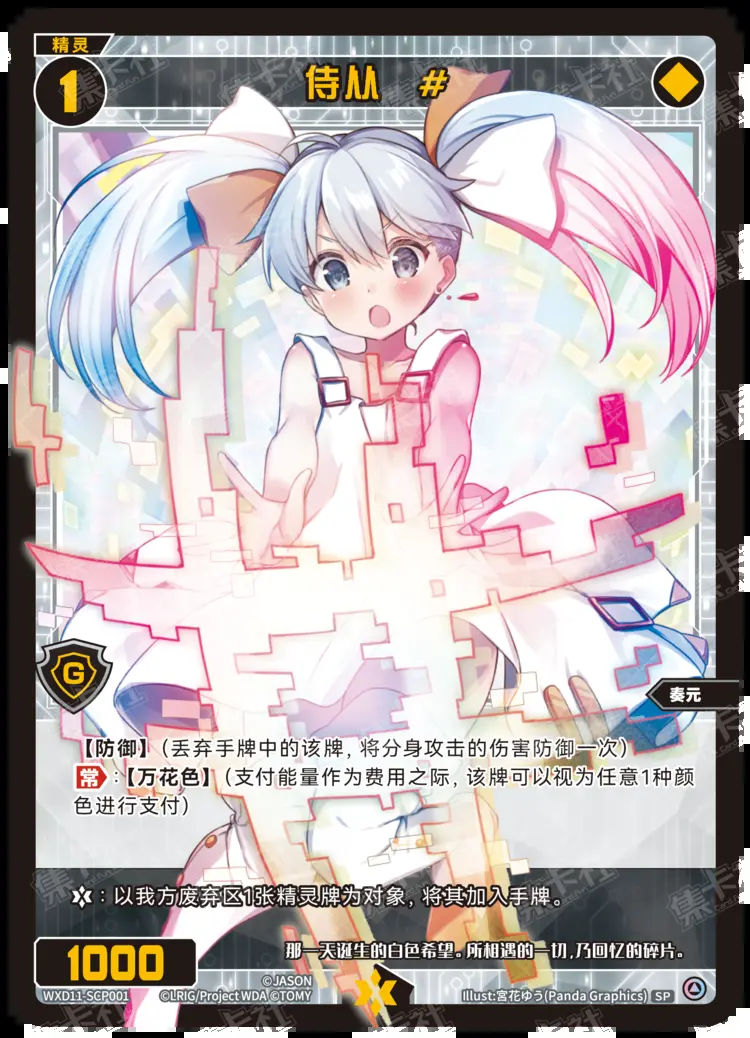 精灵
1
侍从 #
G
奏元
【防御】（丢弃手牌中的该牌，将分身攻击的伤害防御一次）
常：【万花色】（支付能量作为费用之际，该牌可以视为任意1种颜
色进行支付）
：以我方废弃区1张精灵牌为对象，将其加入手牌。
那一天诞生的白色希望。所相遇的一切，乃回忆的碎片。
1000
©JASON
WXD11-SCP001 ©LRIG/Project WDA ©TOMY Illust:宮花ゆう(Panda Graphics) SP
集卡社